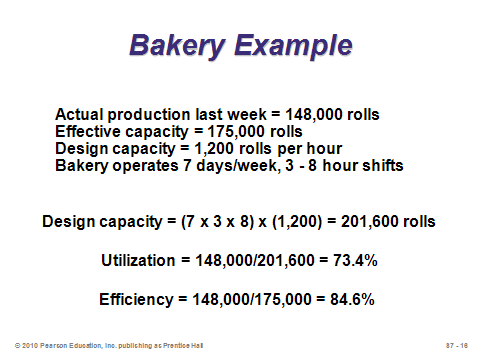 Bakery Example
Actual production last week = 148,000 rolls
Effective capacity = 175,000 rolls
Design capacity = 1,200 rolls per hour
Bakery operates 7 days/week, 3 - 8 hour shifts
Design capacity = (7 x 3 x 8) x (1,200) = 201,600 rolls
Utilization = 148,000/201,600 = 73.4%
Efficiency = 148,000/175,000 = 84.6%
© 2010 Pearson Education, Inc. publishing as Prentice Hall
S7 - 16